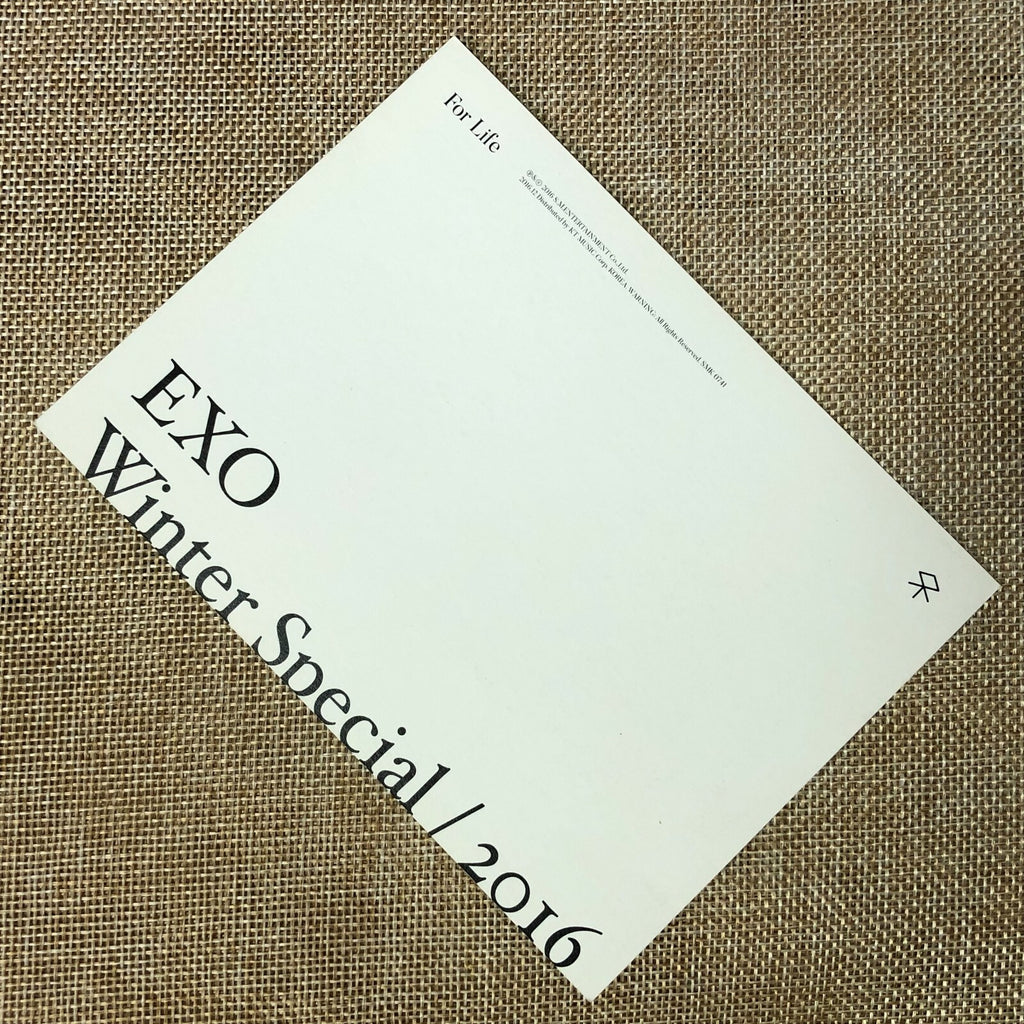 For Life
℗&© 2016 S.M.ENTERTAINMENT Co.,Ltd.
2016.12 Distributed by KT MUSIC Corp. KOREA. WARNING: All Rights Reserved. SMK 0741
EXO
Winter Special / 2016